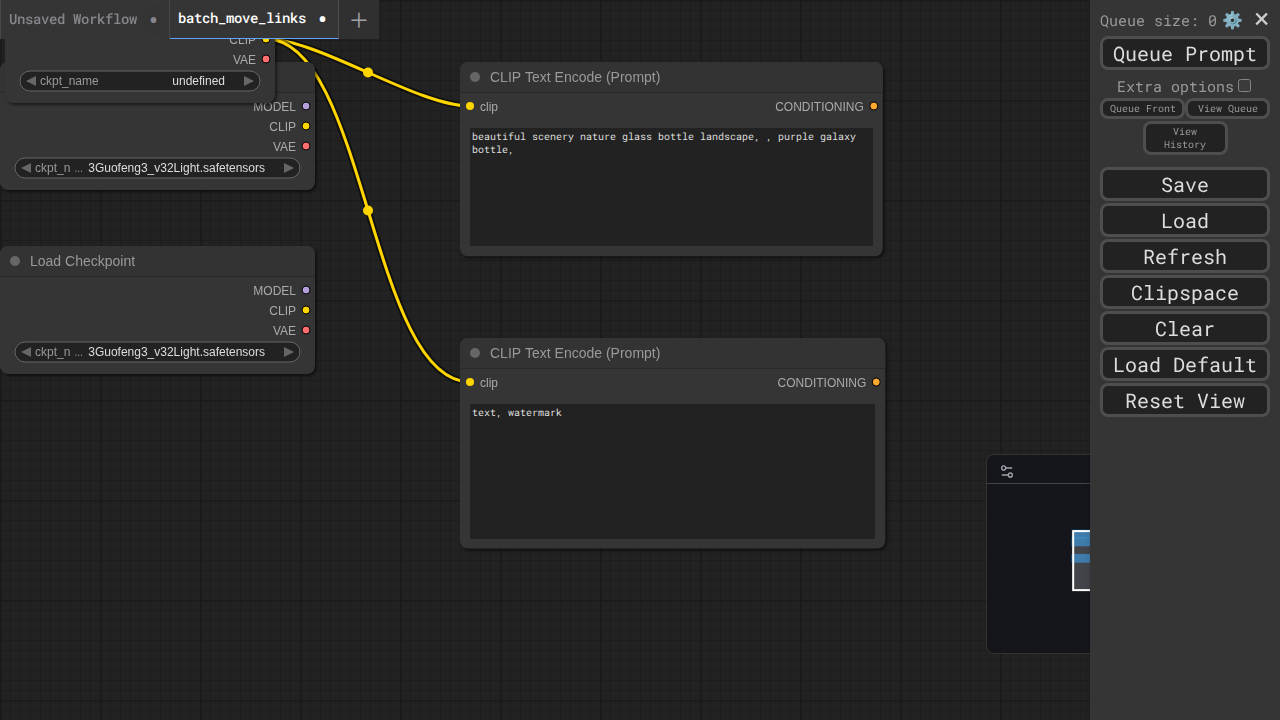 Unsaved Workflow
batch_move_links
CLIP
VAE
ckpt_name undefined
MODEL
CLIP
VAE
ckpt_n ... 3Guofeng3_v32Light.safetensors
Load Checkpoint
MODEL
CLIP
VAE
ckpt_n ... 3Guofeng3_v32Light.safetensors
CLIP Text Encode (Prompt)
clip CONDITIONING
beautiful scenery nature glass bottle landscape, , purple galaxy
bottle,
CLIP Text Encode (Prompt)
clip CONDITIONING
text, watermark
Queue size: 0
Queue Prompt
Extra options
Queue Front View Queue
View
History
Save
Load
Refresh
Clipspace
Clear
Load Default
Reset View